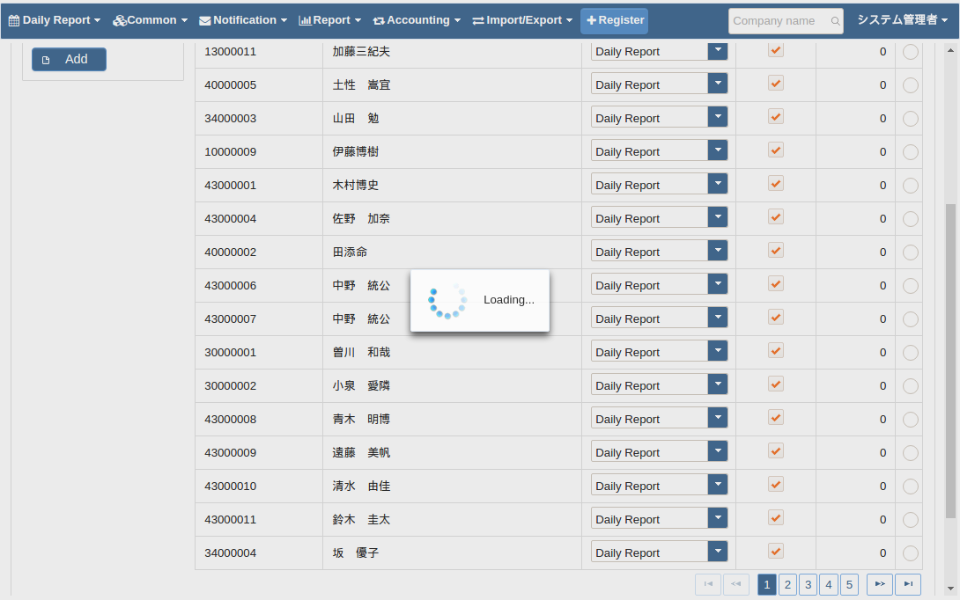 Daily Report Common Notification Report Accounting Import/Export Register Company name システム管理者
Add
13000011 加藤三紀夫 Daily Report 0
40000005 土性　嵩宜 Daily Report 0
34000003 山田　勉 Daily Report 0
10000009 伊藤博樹 Daily Report 0
43000001 木村博史 Daily Report 0
43000004 佐野　加奈 Daily Report 0
40000002 田添命 Daily Report 0
43000006 中野　統公 Daily Report 0
Loading...
43000007 中野　統公 Daily Report 0
30000001 曽川　和哉 Daily Report 0
30000002 小泉　愛隣 Daily Report 0
43000008 青木　明博 Daily Report 0
43000009 遠藤　美帆 Daily Report 0
43000010 清水　由佳 Daily Report 0
43000011 鈴木　圭太 Daily Report 0
34000004 坂　優子 Daily Report 0
1 2 3 4 5